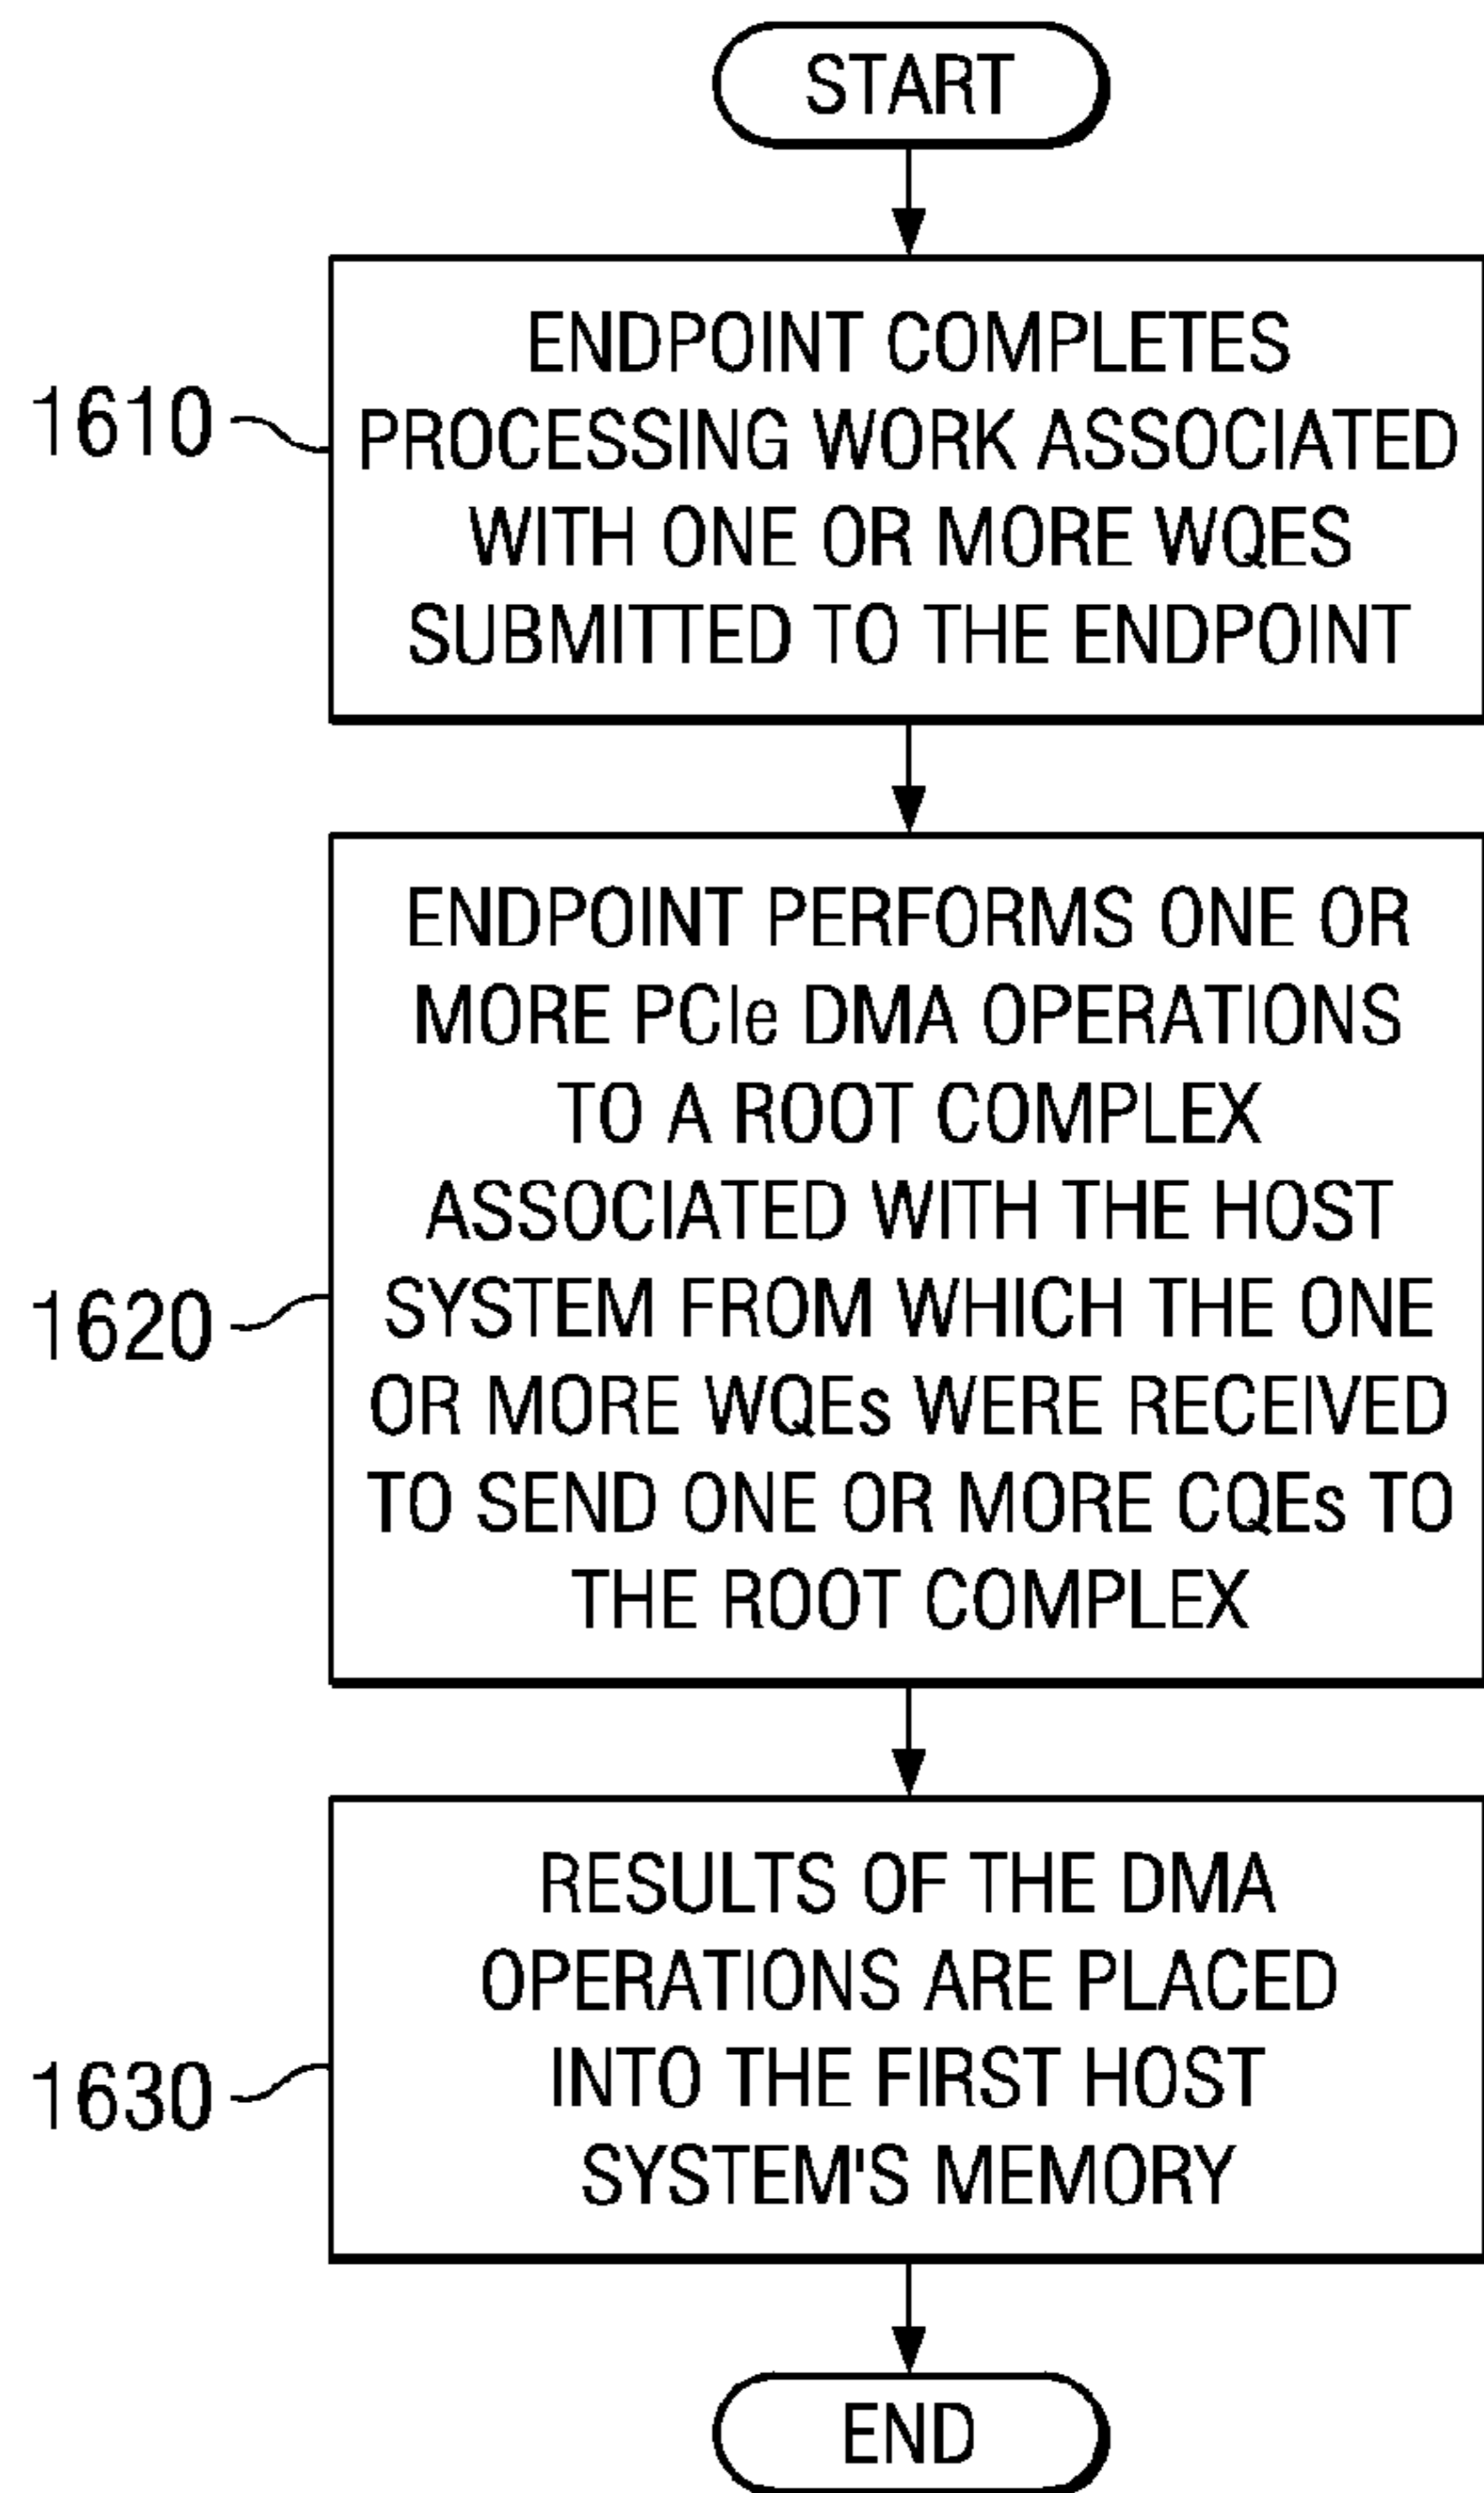 START
ENDPOINT COMPLETES
PROCESSING WORK ASSOCIATED
WITH ONE OR MORE WQES
SUBMITTED TO THE ENDPOINT
1610
ENDPOINT PERFORMS ONE OR
MORE PCIe DMA OPERATIONS
TO A ROOT COMPLEX
ASSOCIATED WITH THE HOST
SYSTEM FROM WHICH THE ONE
OR MORE WQEs WERE RECEIVED
TO SEND ONE OR MORE CQEs TO
THE ROOT COMPLEX
1620
RESULTS OF THE DMA
OPERATIONS ARE PLACED
INTO THE FIRST HOST
SYSTEM'S MEMORY
1630
END